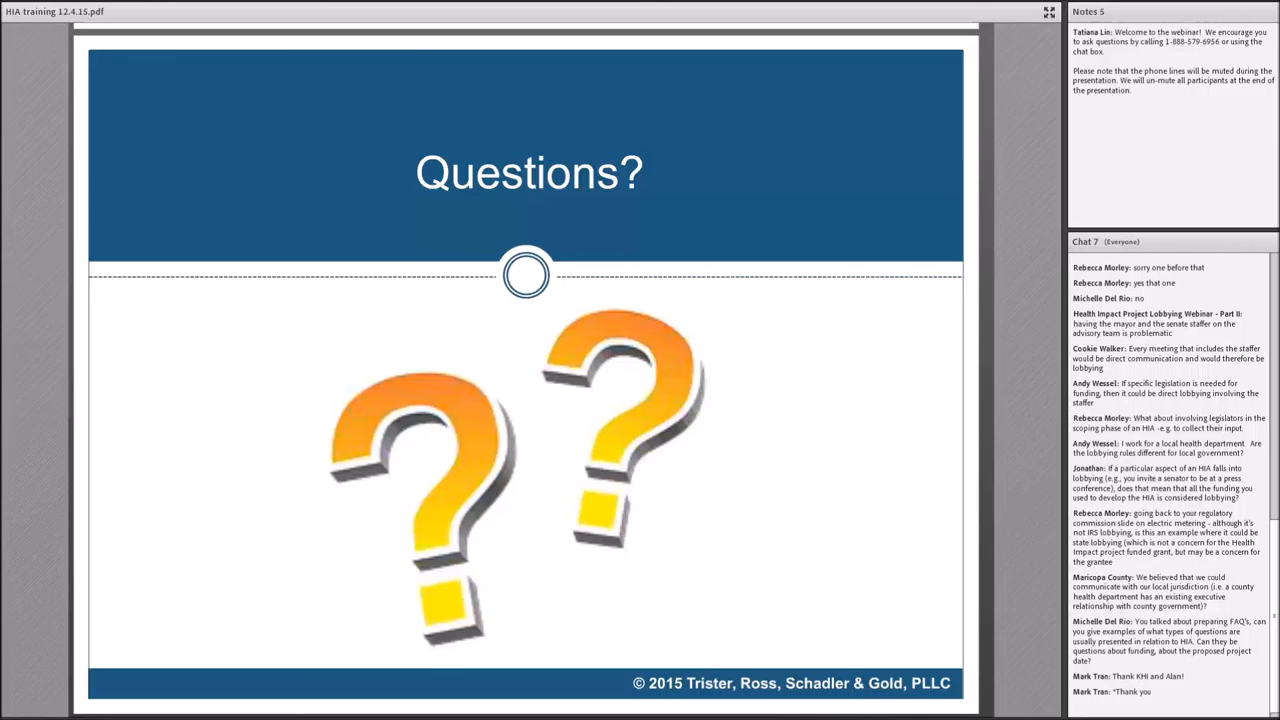 HIA training 12.4.15.pdf
Questions?
© 2015 Trister, Ross, Schadler & Gold, PLLC
Notes 5
Tatiana Lin: Welcome to the webinar!  We encourage you
to ask questions by calling 1-888-579-6956 or using the
chat box.
Please note that the phone lines will be muted during the
presentation. We will un-mute all participants at the end of
the presentation.
Chat 7 (Everyone)
Rebecca Morley: sorry one before that
Rebecca Morley: yes that one
Michelle Del Rio: no
Health Impact Project Lobbying Webinar - Part II:
having the mayor and the senate staffer on the
advisory team is problematic
Cookie Walker: Every meeting that includes the staffer
would be direct communication and would therefore be
lobbying
Andy Wessel: If specific legislation is needed for
funding, then it could be direct lobbying involving the
staffer
Rebecca Morley: What about involving legislators in the
scoping phase of an HIA -e.g. to collect their input.
Andy Wessel: I work for a local health department.  Are
the lobbying rules different for local government?
Jonathan: If a particular aspect of an HIA falls into
lobbying (e.g., you invite a senator to be at a press
conference), does that mean that all the funding you
used to develop the HIA is considered lobbying?
Rebecca Morley: going back to your regulatory
commission slide on electric metering - although it's
not IRS lobbying, is this an example where it could be
state lobbying (which is not a concern for the Health
Impact project funded grant, but may be a concern for
the grantee
Maricopa County: We believed that we could
communicate with our local jurisdiction (i.e. a county
health department has an existing executive
relationship with county government)?
Michelle Del Rio: You talked about preparing FAQ's, can
you give examples of what types of questions are
usually presented in relation to HIA. Can they be
questions about funding, about the proposed project
date?
Mark Tran: Thank KHI and Alan!
Mark Tran: *Thank you